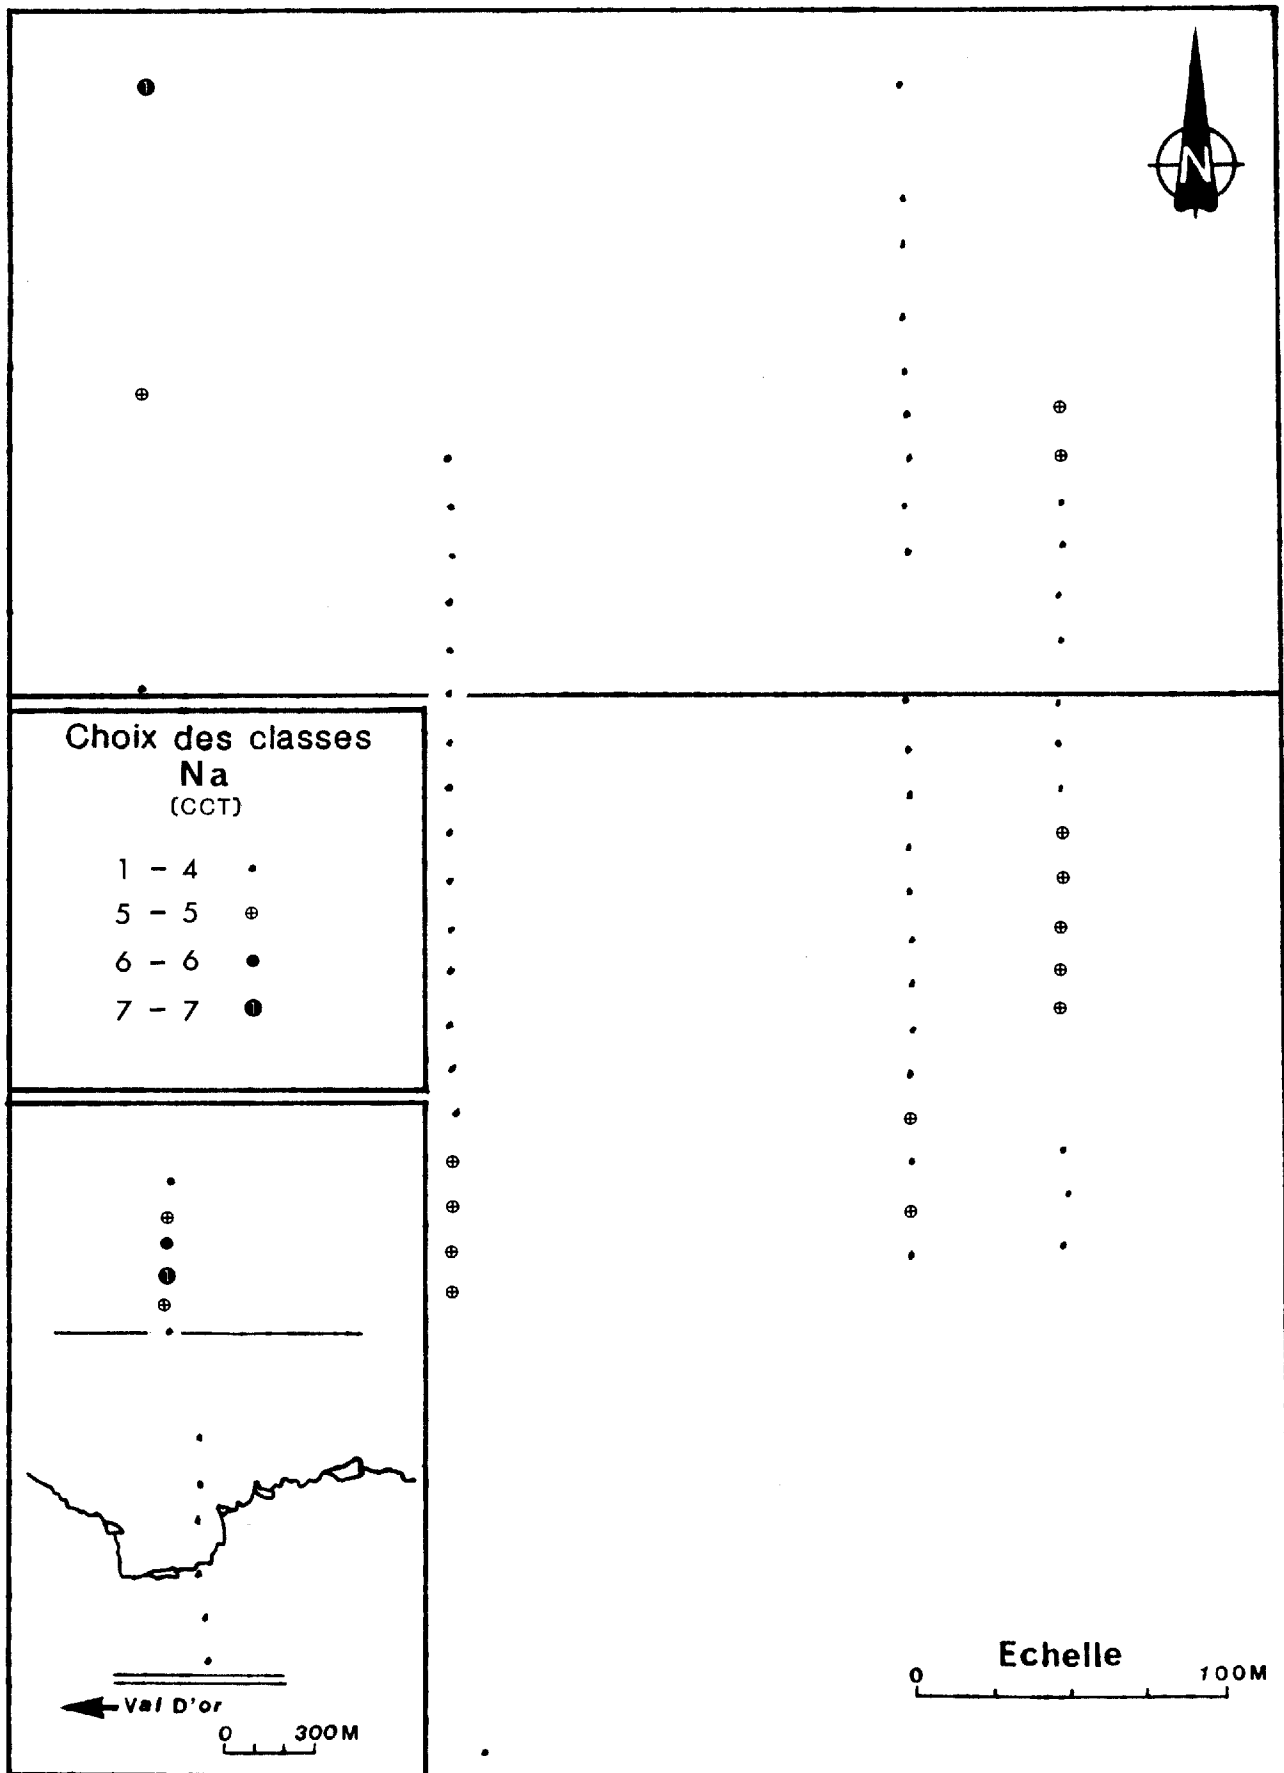 N
Choix des classes
Na
(CCT)
1 - 4
5 - 5
6 - 6
7 - 7
Val D'or
0 300M
Echelle
0 100M